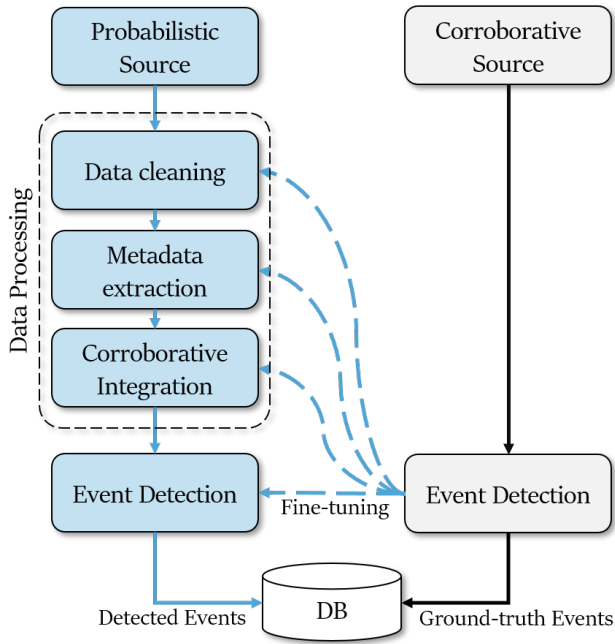 Probabilistic
Source
Corroborative
Source
Data Processing
Data cleaning
Metadata
extraction
Corroborative
Integration
Event Detection
Fine-tuning
Event Detection
Detected Events
DB
Ground-truth Events